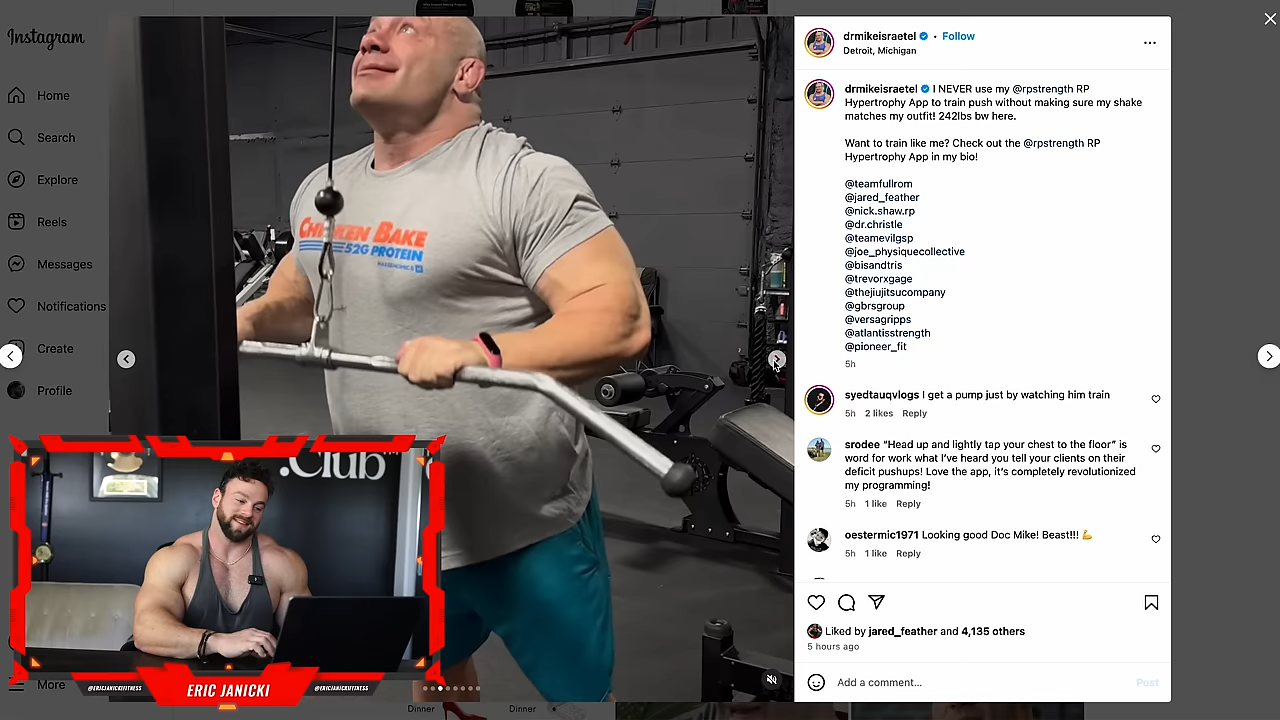 Instagram
Home
Search
Explore
Reels
Messages
Notifications
Create
Profile
More
CHICKEN BAKE
52G PROTEIN
.Club
@ERICJANICKIFITNESS
ERIC JANICKI
@ERICJANICKIFITNESS
Dinner
Dinner
drmikeisraetel • Follow
Detroit, Michigan
drmikeisraetel I NEVER use my @rpstrength RP
Hypertrophy App to train push without making sure my shake
matches my outfit! 242lbs bw here.
Want to train like me? Check out the @rpstrength RP
Hypertrophy App in my bio!
@teamfullrom
@jared_feather
@nick.shaw.rp
@dr.christle
@teamevilgsp
@joe_physiquecollective
@bisandtris
@trevorxgage
@thejiujitsucompany
@gbrsgroup
@versagripps
@atlantisstrength
@pioneer_fit
5h
syedtauqvlogs I get a pump just by watching him train
5h 2 likes Reply
srodee “Head up and lightly tap your chest to the floor” is
word for work what I’ve heard you tell your clients on their
deficit pushups! Love the app, it’s completely revolutionized
my programming!
5h 1 like Reply
oestermic1971 Looking good Doc Mike! Beast!!! 💪
5h 1 like Reply
Liked by jared_feather and 4,135 others
5 hours ago
Add a comment...
Post